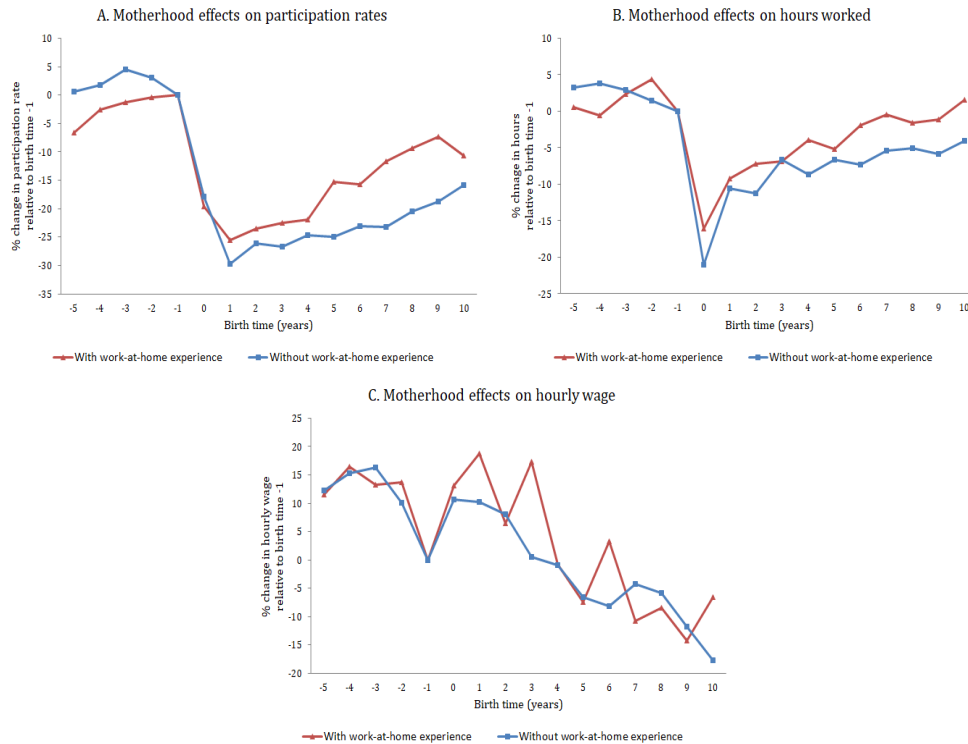 A. Motherhood effects on participation rates
% change in participation rate
relative to birth time -1
10
5
0
-5
-10
-15
-20
-25
-30
-35
-5 -4 -3 -2 -1 0 1 2 3 4 5 6 7 8 9 10
Birth time (years)
With work-at-home experience Without work-at-home experience
B. Motherhood effects on hours worked
% chnage in hours
relative to birth time -1
10
5
0
-5
-10
-15
-20
-25
-5 -4 -3 -2 -1 0 1 2 3 4 5 6 7 8 9 10
Birth time (years)
With work-at-home experience Without work-at-home experience
C. Motherhood effects on hourly wage
% change in hourly wage
relative to birth time -1
25
20
15
10
5
0
-5
-10
-15
-20
-5 -4 -3 -2 -1 0 1 2 3 4 5 6 7 8 9 10
Birth time (years)
With work-at-home experience Without work-at-home experience